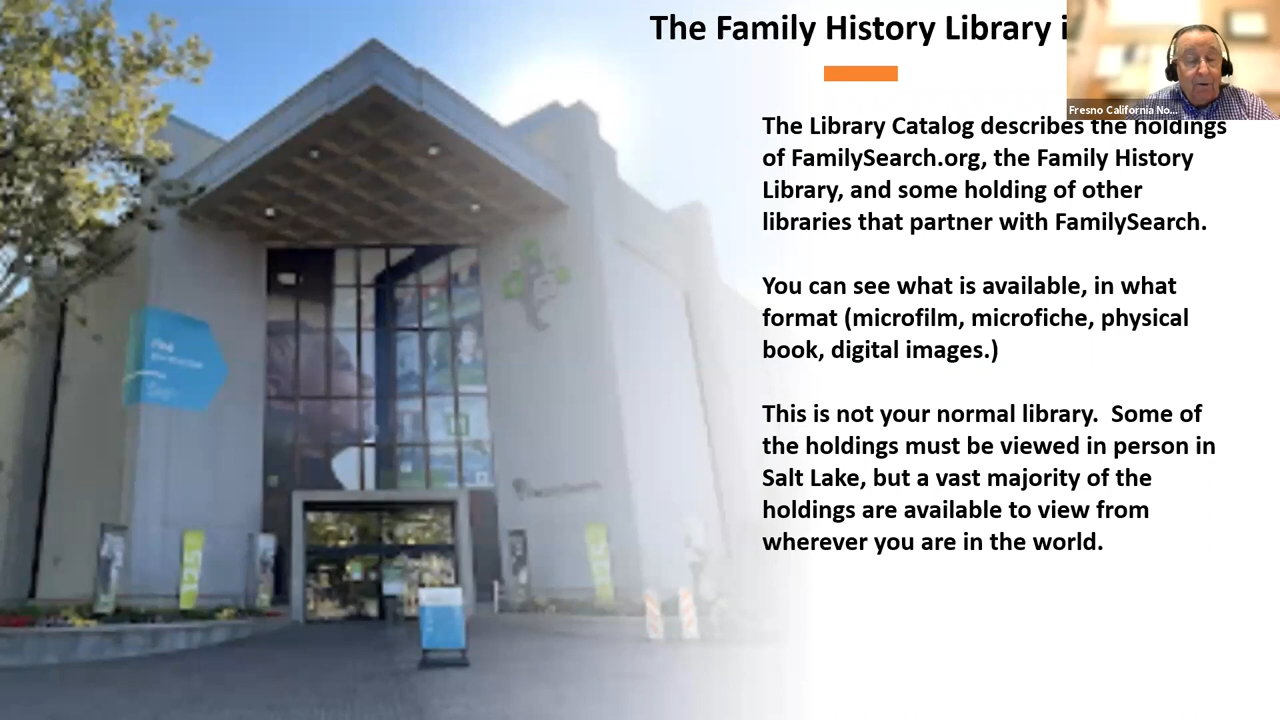 The Family History Library i
Fresno California No...
The Library Catalog describes the holdings
of FamilySearch.org, the Family History
Library, and some holding of other
libraries that partner with FamilySearch.
You can see what is available, in what
format (microfilm, microfiche, physical
book, digital images.)
This is not your normal library.  Some of
the holdings must be viewed in person in
Salt Lake, but a vast majority of the
holdings are available to view from
wherever you are in the world.